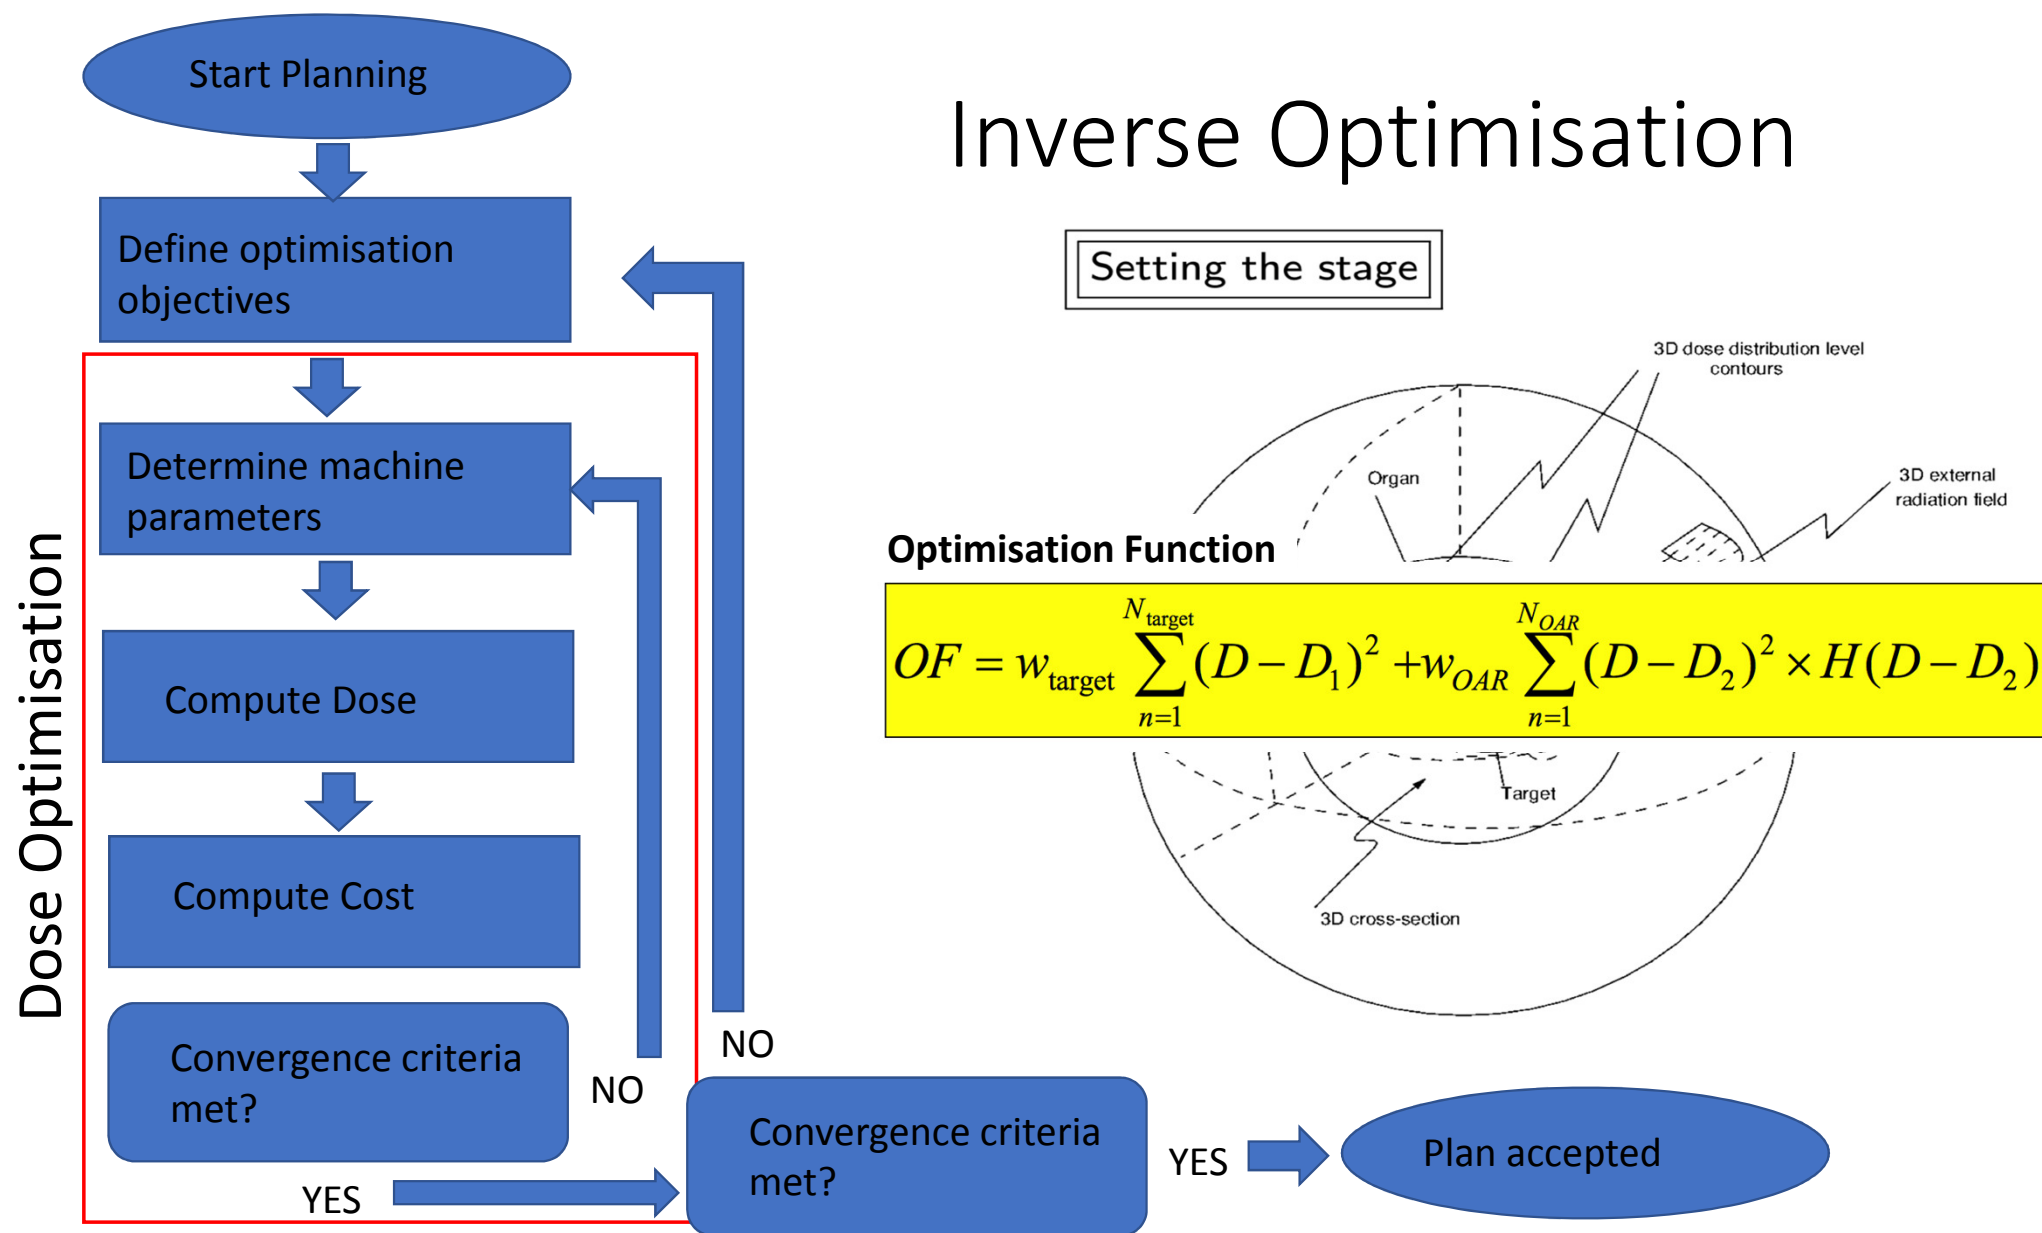 Start Planning
Inverse Optimisation
Define optimisation
objectives
Setting the stage
3D dose distribution level
contours
Determine machine
parameters
Organ
3D external
radiation field
Optimisation Function
OF = w_target ∑_{n=1}^{N_target} (D − D_1)^2 + w_OAR ∑_{n=1}^{N_OAR} (D − D_2)^2 × H(D − D_2)
Dose Optimisation
Compute Dose
Target
Compute Cost
3D cross-section
Convergence criteria
met?
NO
NO
YES
Convergence criteria
met?
YES
Plan accepted